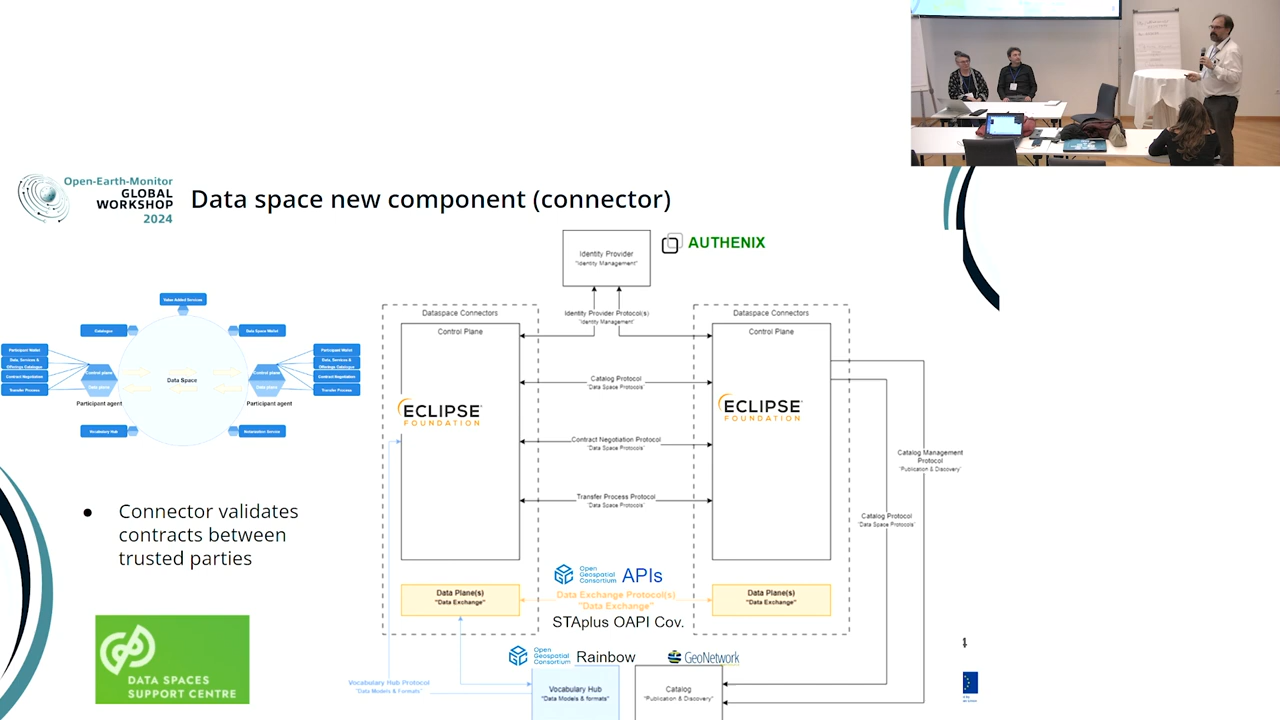 Open-Earth-Monitor
GLOBAL
WORKSHOP
2024
Data space new component (connector)
Value Added Services
Catalogue
Data Space Wallet
Participant Wallet
Data, Services &
Offerings Catalogue
Contract Negotiation
Transfer Process
Control plane
Data plane
Participant agent
Data Space
Control plane
Data plane
Participant agent
Participant Wallet
Data, Services &
Offerings Catalogue
Contract Negotiation
Transfer Process
Vocabulary Hub
● Connector validates
contracts between
trusted parties
DATA SPACES
SUPPORT CENTRE
Identity Provider
"Identity Management"
AUTHENIX
Identity Provider Protocol(s)
"Identity Management"
Dataspace Connectors
Control Plane
ECLIPSE
FOUNDATION
Dataspace Connectors
Control Plane
ECLIPSE
FOUNDATION
Catalog Protocol
"Data Space Protocols"
Contract Negotiation Protocol
"Data Space Protocols"
Transfer Process Protocol
"Data Space Protocols"
Catalog Management
Protocol
"Publication & Discovery"
Catalog Protocol
"Data Space Protocols"
Open
Geospatial
Consortium APIs
Data Plane(s)
"Data Exchange"
Data Exchange Protocol(s)
"Data Exchange"
Data Plane(s)
"Data Exchange"
STAplus OAPI Cov.
Open
Geospatial
Consortium Rainbow
GeoNetwork
Vocabulary Hub Protocol
"Data Models & Formats"
Vocabulary Hub
"Data Models & formats"
Catalog
"Publication & Discovery"